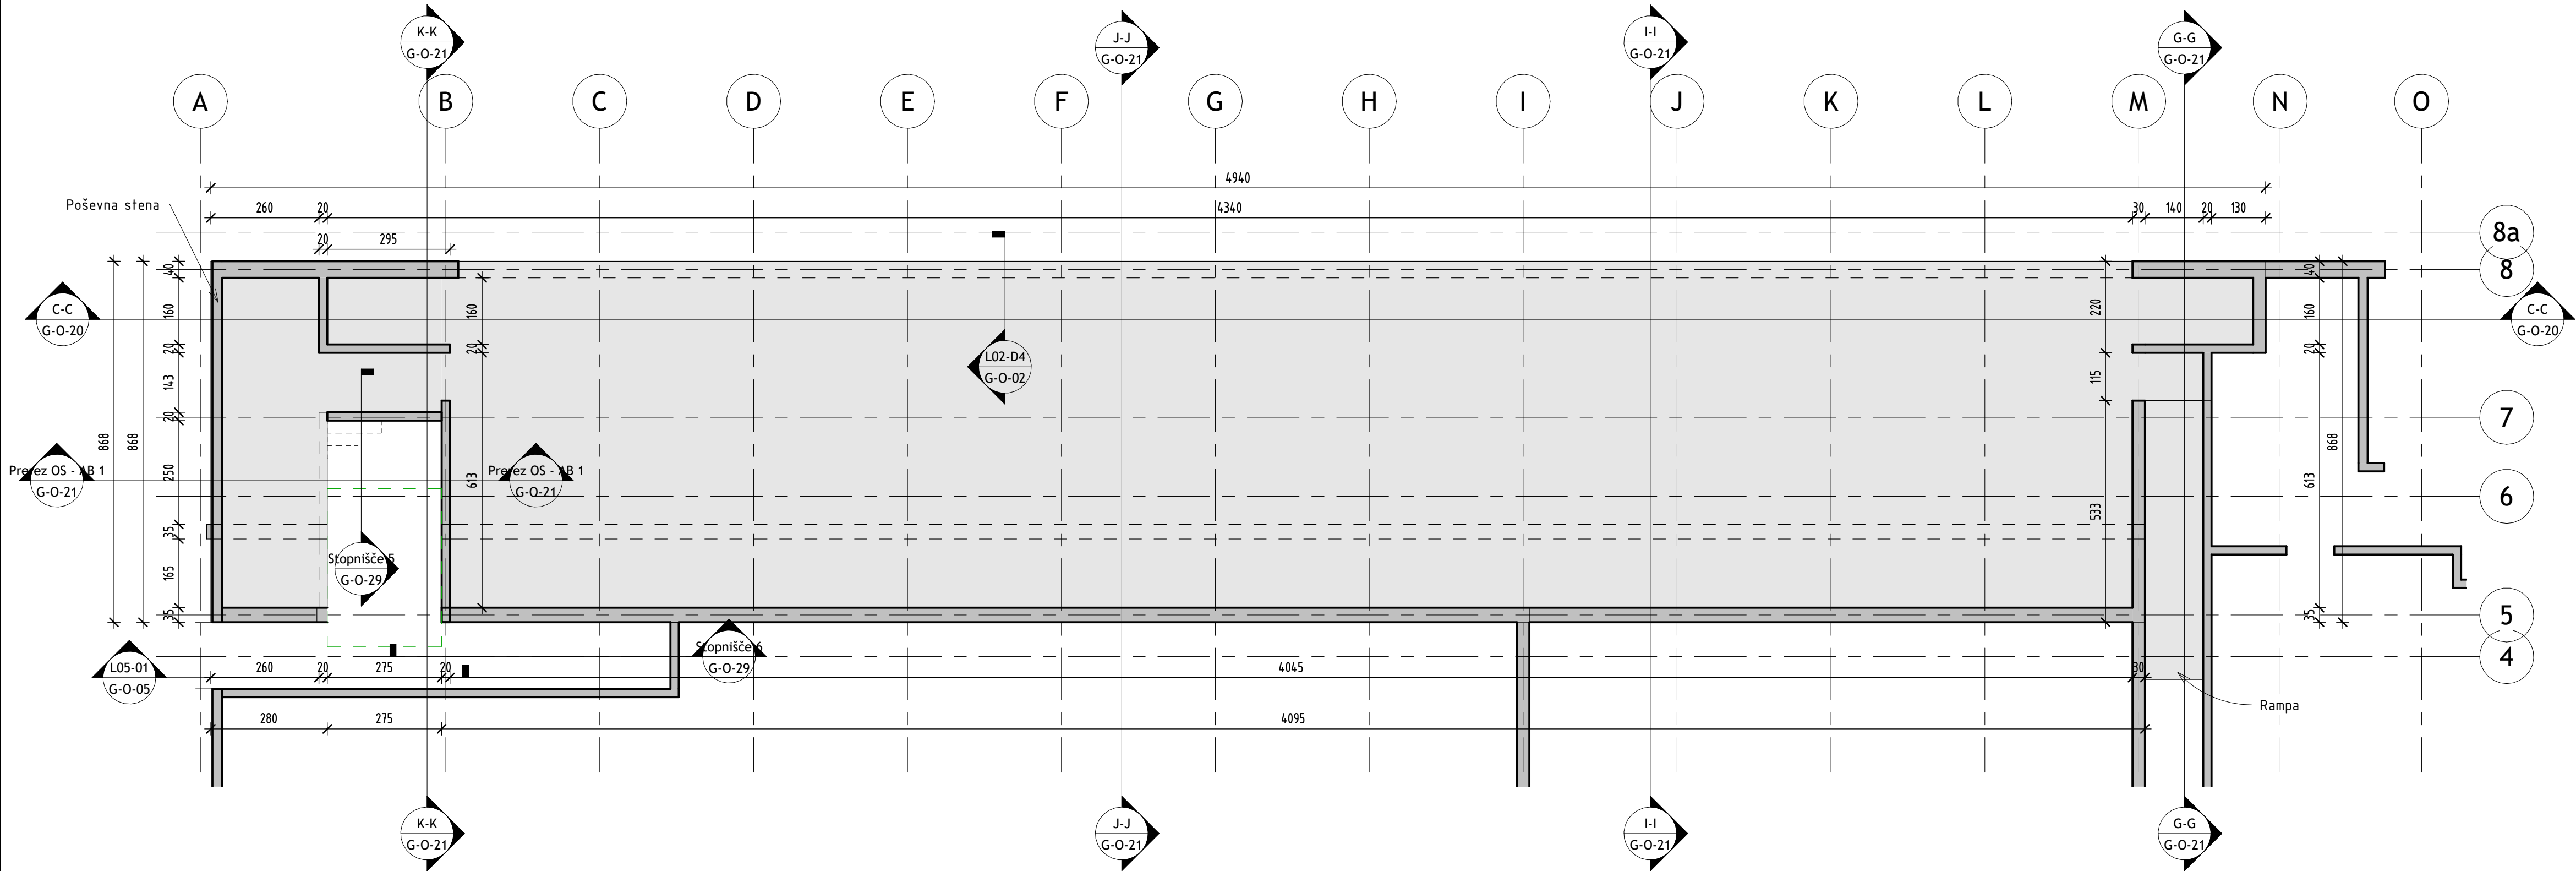 K-K
G-O-21
J-J
G-O-21
I-I
G-O-21
G-G
G-O-21
A
B
C
D
E
F
G
H
I
J
K
L
M
N
O
4940
Poševna stena
260
20
4340
30
140
20
130
20
295
8a
8
7
6
5
4
40
160
20
143
20
250
35
165
35
868
868
160
20
613
220
115
533
40
160
20
613
35
868
C-C
G-O-20
C-C
G-O-20
L02-D4
G-O-02
Prerez OS - AB 1
G-O-21
Prerez OS - AB 1
G-O-21
Stopnišče 5
G-O-29
Stopnišče 6
G-O-29
L05-01
G-O-05
260
20
275
20
4045
30
280
275
4095
Rampa
K-K
G-O-21
J-J
G-O-21
I-I
G-O-21
G-G
G-O-21